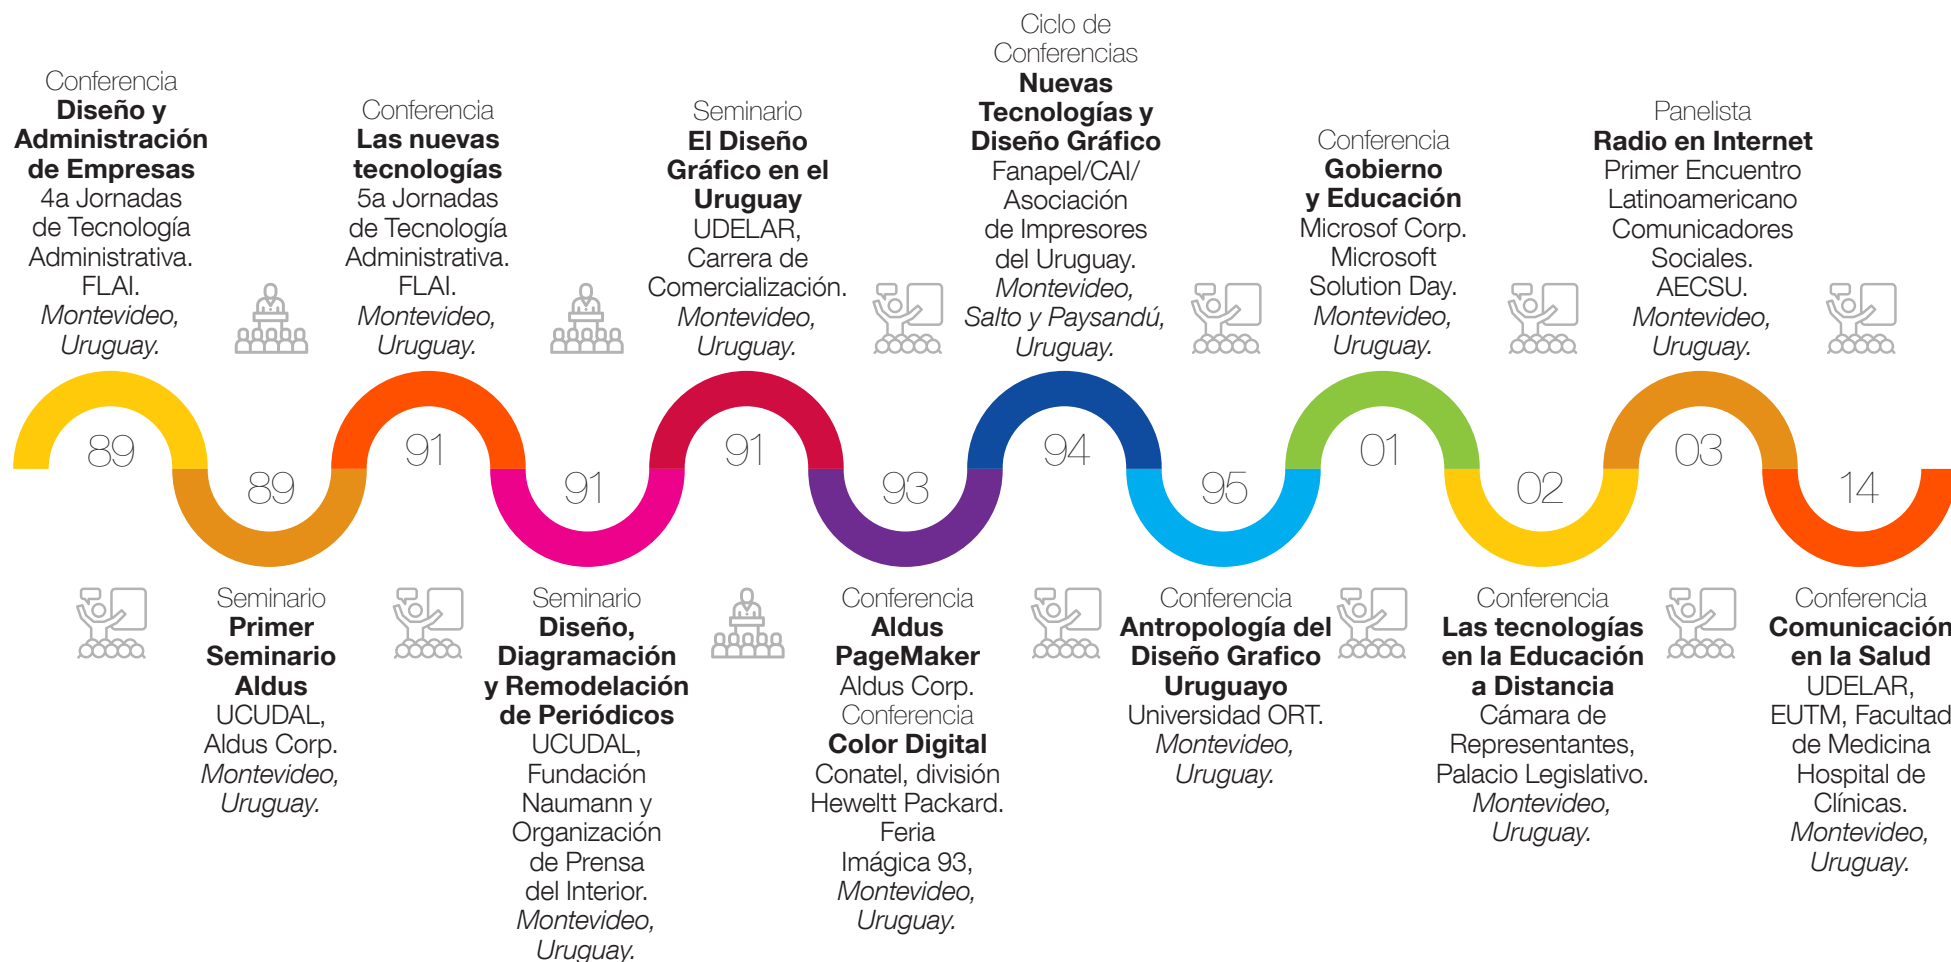 Conferencia
Diseño y
Administración
de Empresas
4a Jornadas
de Tecnología
Administrativa.
FLAI.
Montevideo,
Uruguay.
89
89
Seminario
Primer
Seminario
Aldus
UCUDAL,
Aldus Corp.
Montevideo,
Uruguay.
Conferencia
Las nuevas
tecnologías
5a Jornadas
de Tecnología
Administrativa.
FLAI.
Montevideo,
Uruguay.
91
91
Seminario
Diseño,
Diagramación
y Remodelación
de Periódicos
UCUDAL,
Fundación
Naumann y
Organización
de Prensa
del Interior.
Montevideo,
Uruguay.
Seminario
El Diseño
Gráfico en el
Uruguay
UDELAR,
Carrera de
Comercialización.
Montevideo,
Uruguay.
91
93
Conferencia
Aldus
PageMaker
Aldus Corp.
Conferencia
Color Digital
Conatel, división
Heweltt Packard.
Feria
Imágica 93,
Montevideo,
Uruguay.
Ciclo de
Conferencias
Nuevas
Tecnologías y
Diseño Gráfico
Fanapel/CAI/
Asociación
de Impresores
del Uruguay.
Montevideo,
Salto y Paysandú,
Uruguay.
94
95
Conferencia
Antropología del
Diseño Grafico
Uruguayo
Universidad ORT.
Montevideo,
Uruguay.
Conferencia
Gobierno
y Educación
Microsof Corp.
Microsoft
Solution Day.
Montevideo,
Uruguay.
01
02
Conferencia
Las tecnologías
en la Educación
a Distancia
Cámara de
Representantes,
Palacio Legislativo.
Montevideo,
Uruguay.
Panelista
Radio en Internet
Primer Encuentro
Latinoamericano
Comunicadores
Sociales.
AECSU.
Montevideo,
Uruguay.
03
14
Conferencia
Comunicación
en la Salud
UDELAR,
EUTM, Facultad
de Medicina
Hospital de
Clínicas.
Montevideo,
Uruguay.